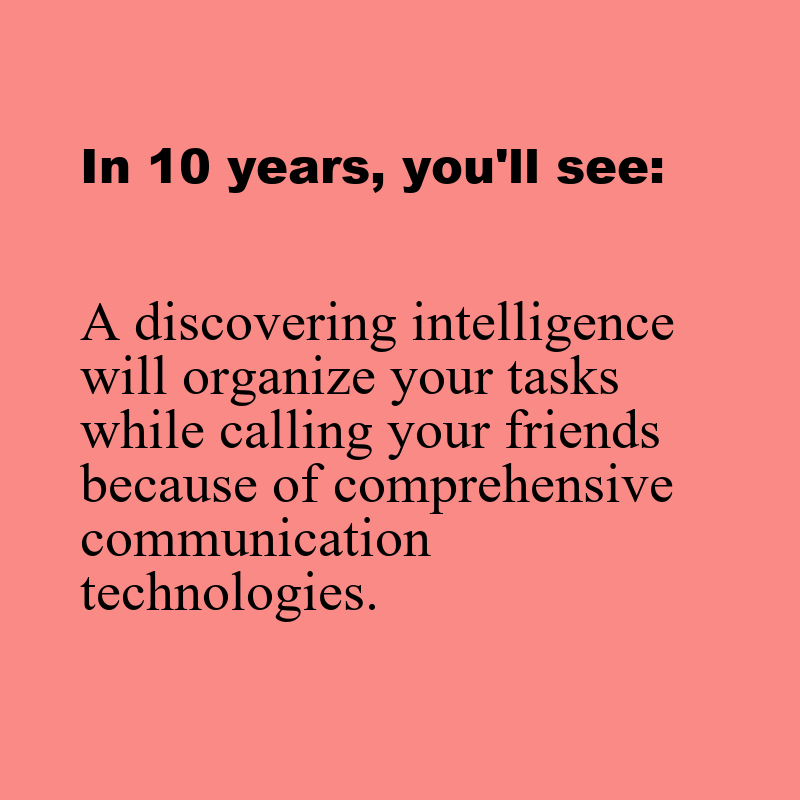 In 10 years, you'll see:
A discovering intelligence
will organize your tasks
while calling your friends
because of comprehensive
communication
technologies.